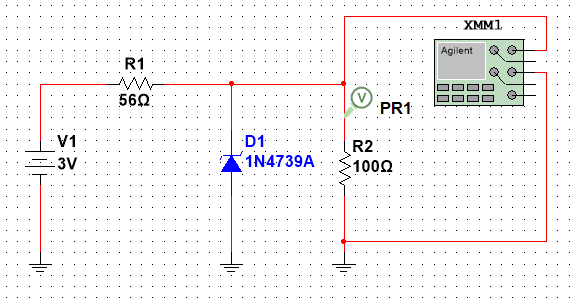 XMM1
Agilent
R1
56Ω
V
PR1
V1
3V
D1
1N4739A
R2
100Ω